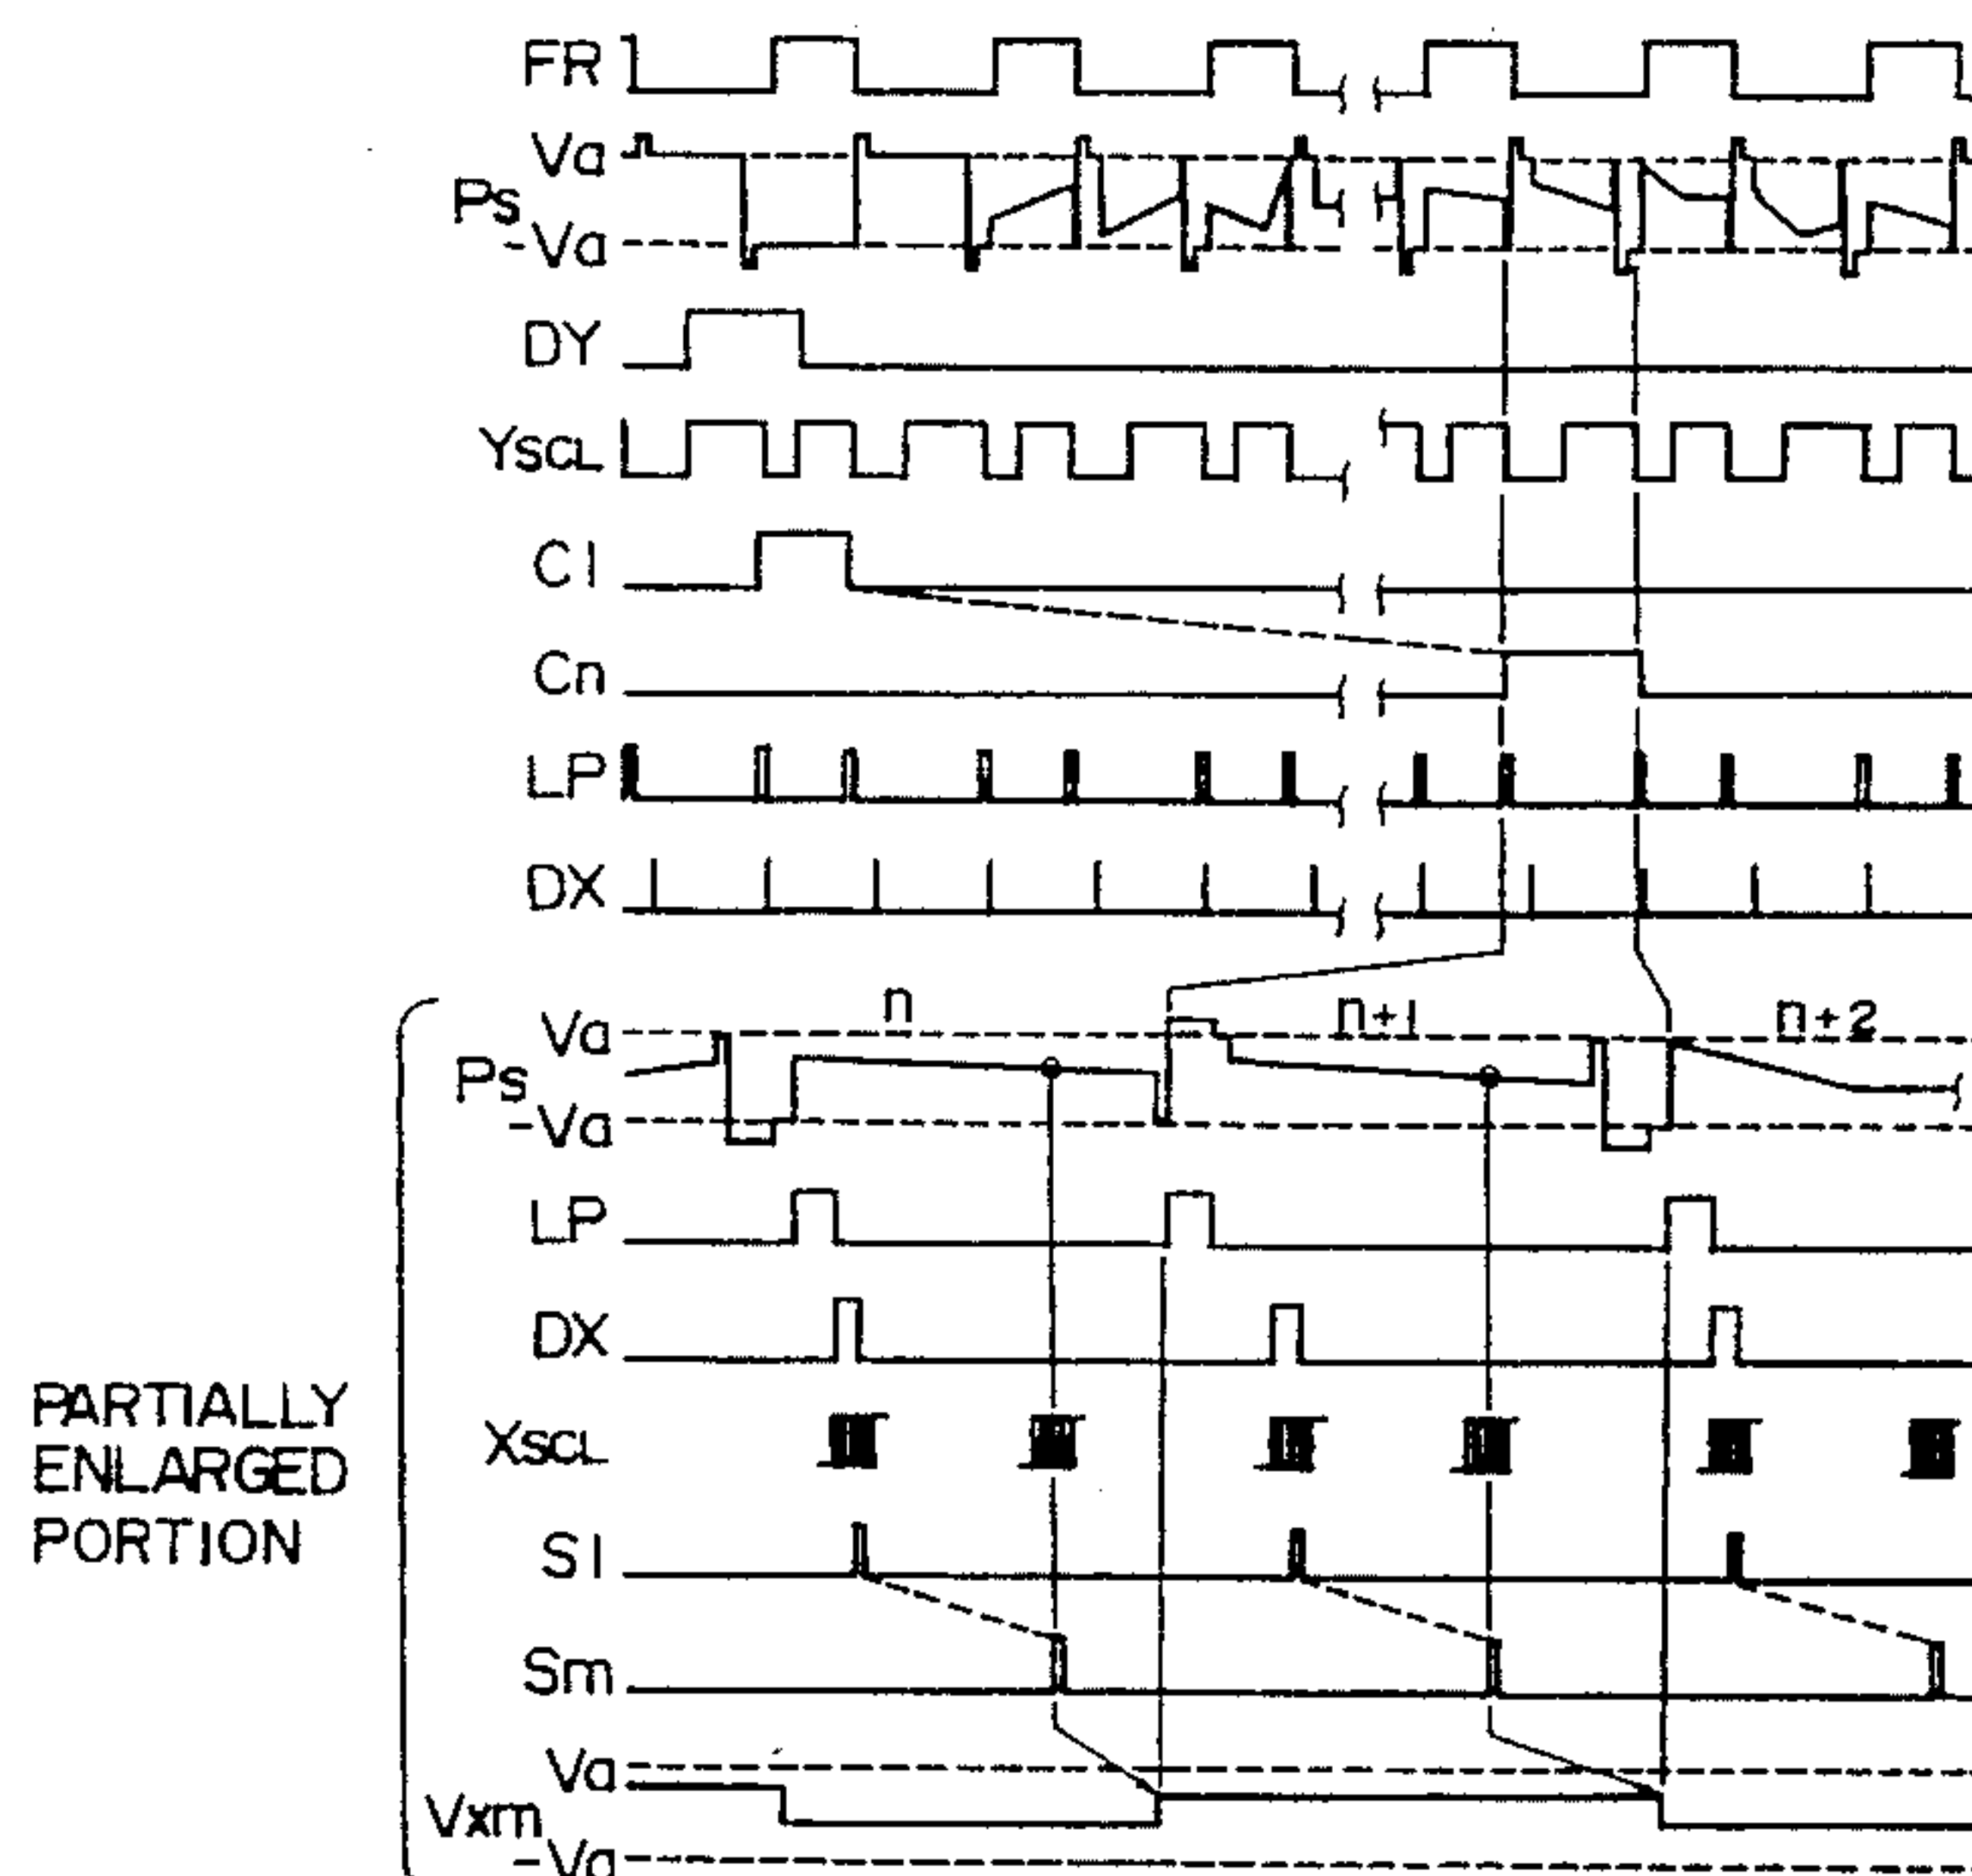 FR
Va
Ps
-Va
DY
YSCL
C1
Cn
LP
DX
n
n+1
n+2
Va
Ps
-Va
LP
DX
PARTIALLY
ENLARGED
PORTION
XSCL
S1
Sm
Va
Vxm
-Va